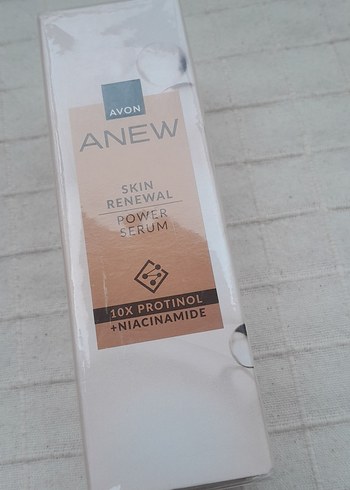 AVON
ANEW
SKIN
RENEWAL
POWER
SERUM
10X PROTINOL
+NIACINAMIDE